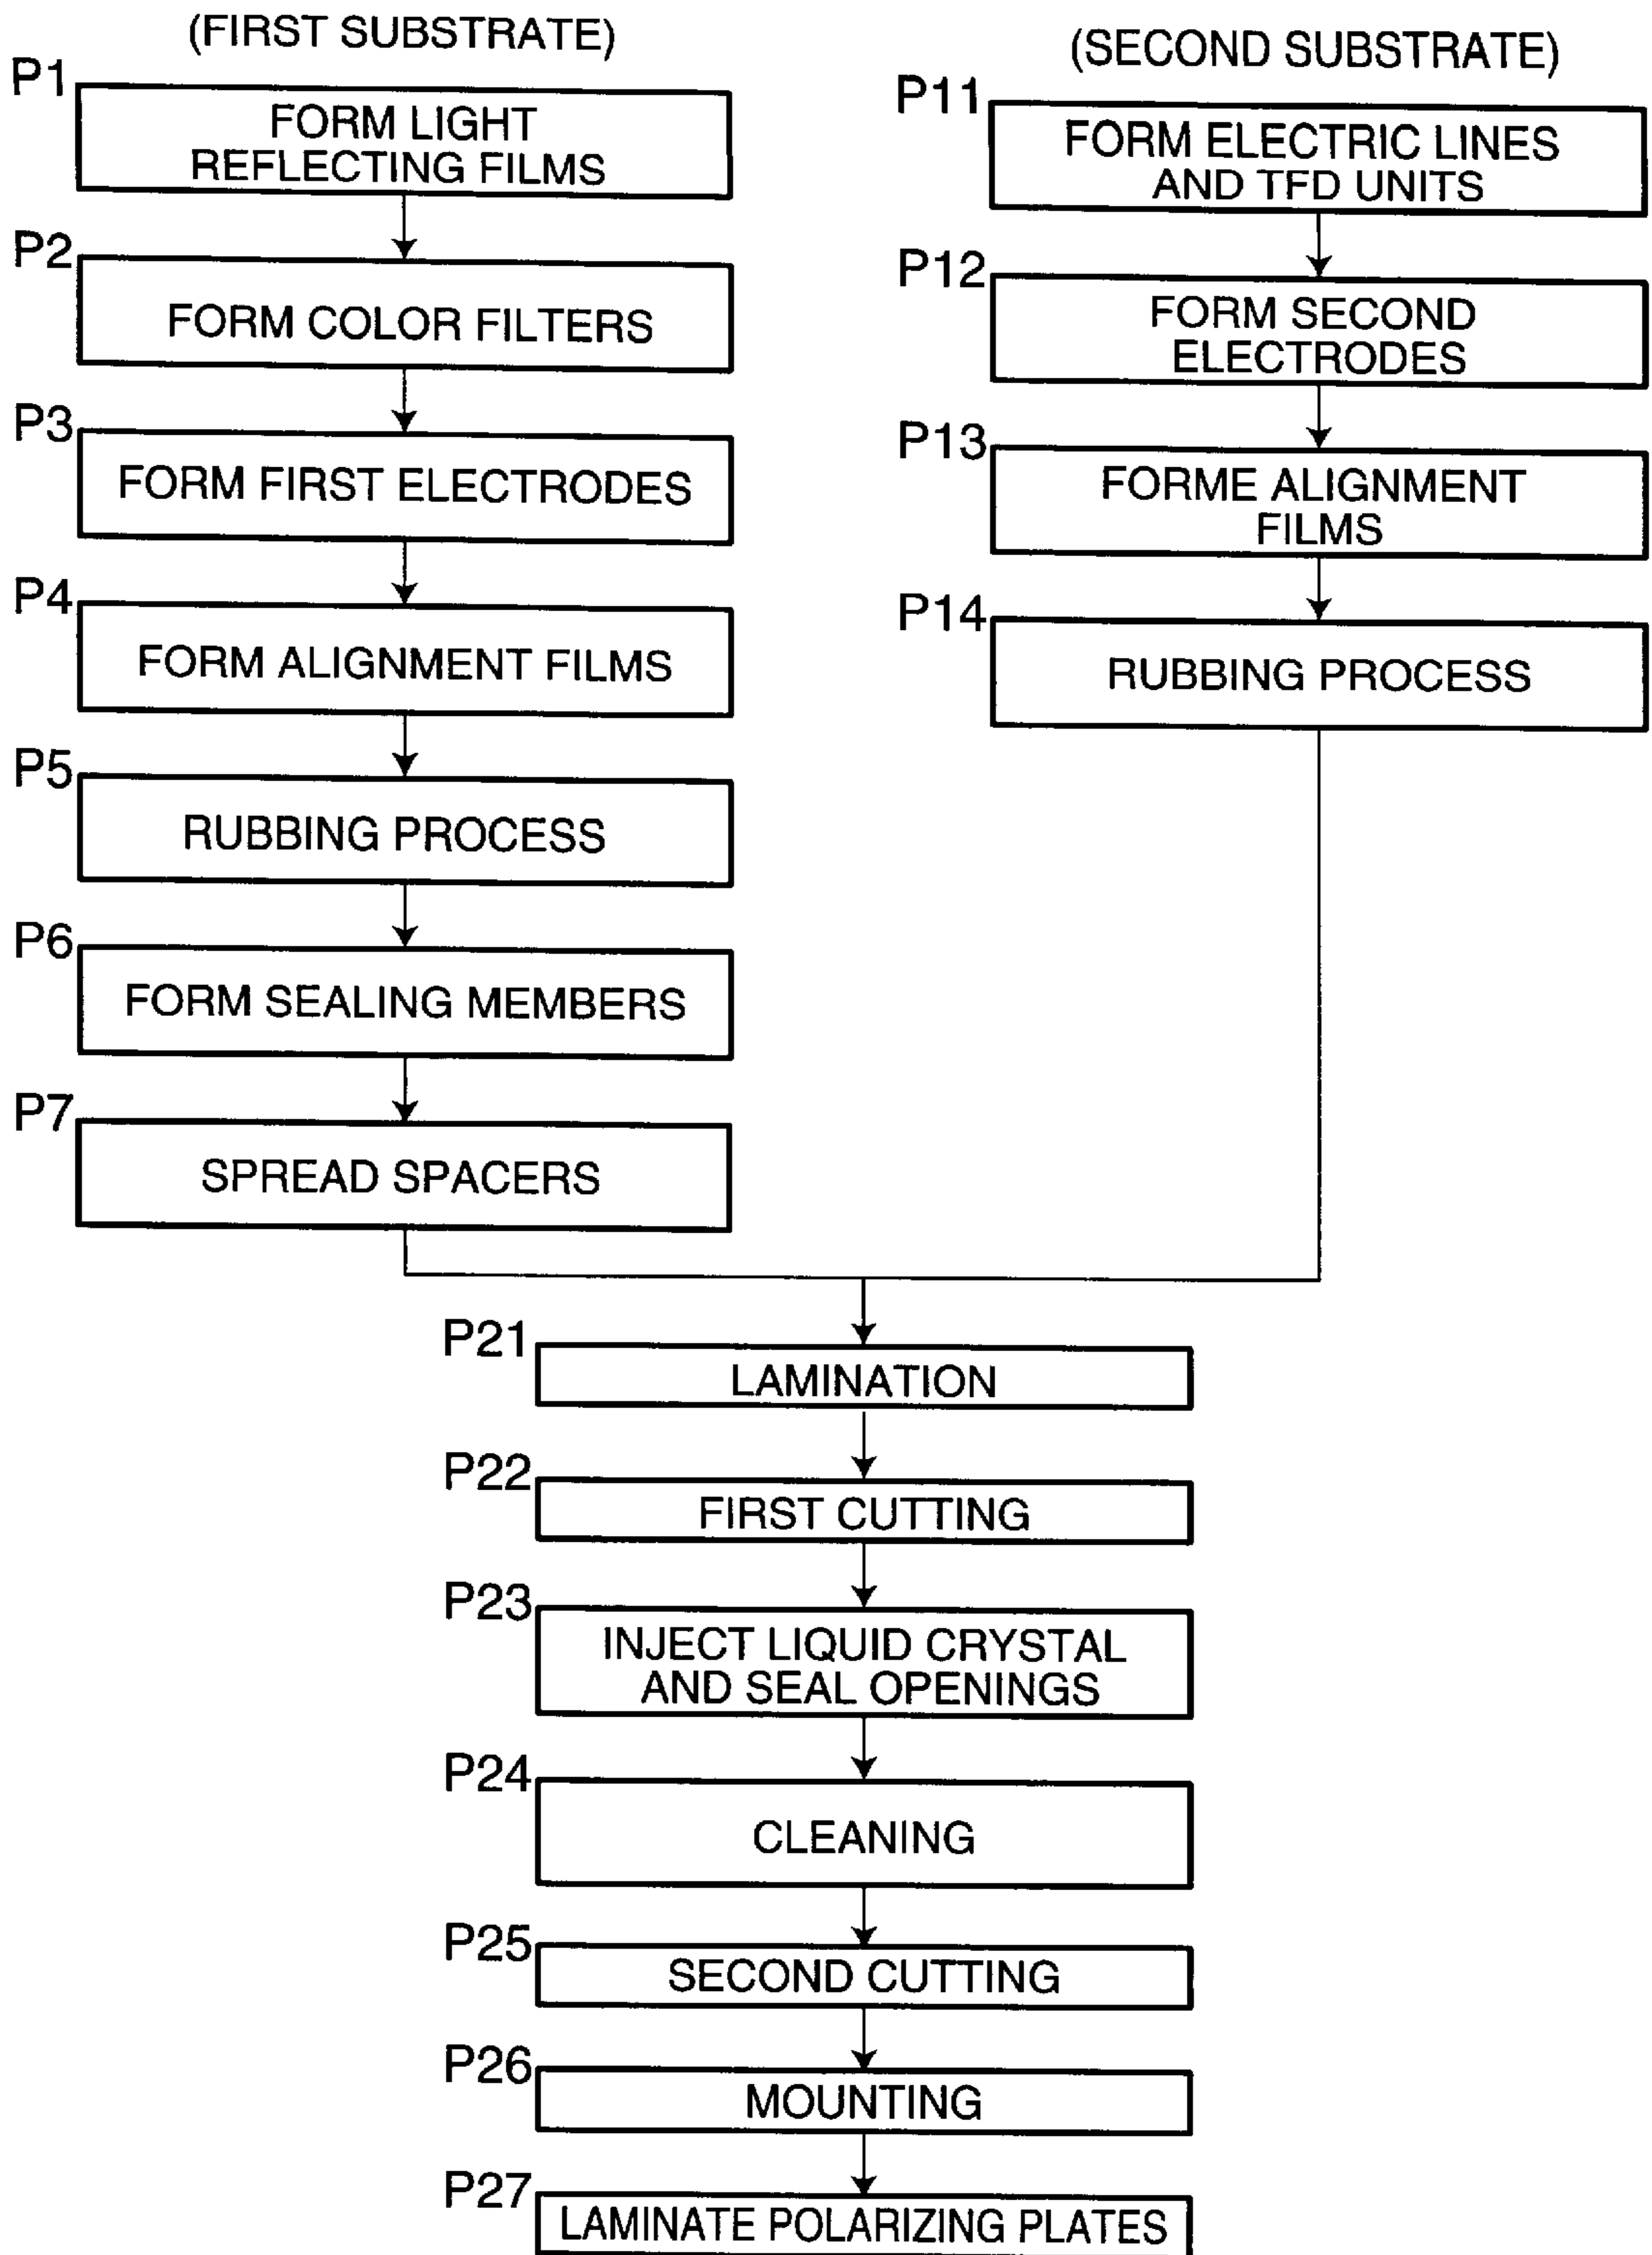 (FIRST SUBSTRATE)
P1
FORM LIGHT
REFLECTING FILMS
P2
FORM COLOR FILTERS
P3
FORM FIRST ELECTRODES
P4
FORM ALIGNMENT FILMS
P5
RUBBING PROCESS
P6
FORM SEALING MEMBERS
P7
SPREAD SPACERS
(SECOND SUBSTRATE)
P11
FORM ELECTRIC LINES
AND TFD UNITS
P12
FORM SECOND
ELECTRODES
P13
FORME ALIGNMENT
FILMS
P14
RUBBING PROCESS
P21
LAMINATION
P22
FIRST CUTTING
P23
INJECT LIQUID CRYSTAL
AND SEAL OPENINGS
P24
CLEANING
P25
SECOND CUTTING
P26
MOUNTING
P27
LAMINATE POLARIZING PLATES